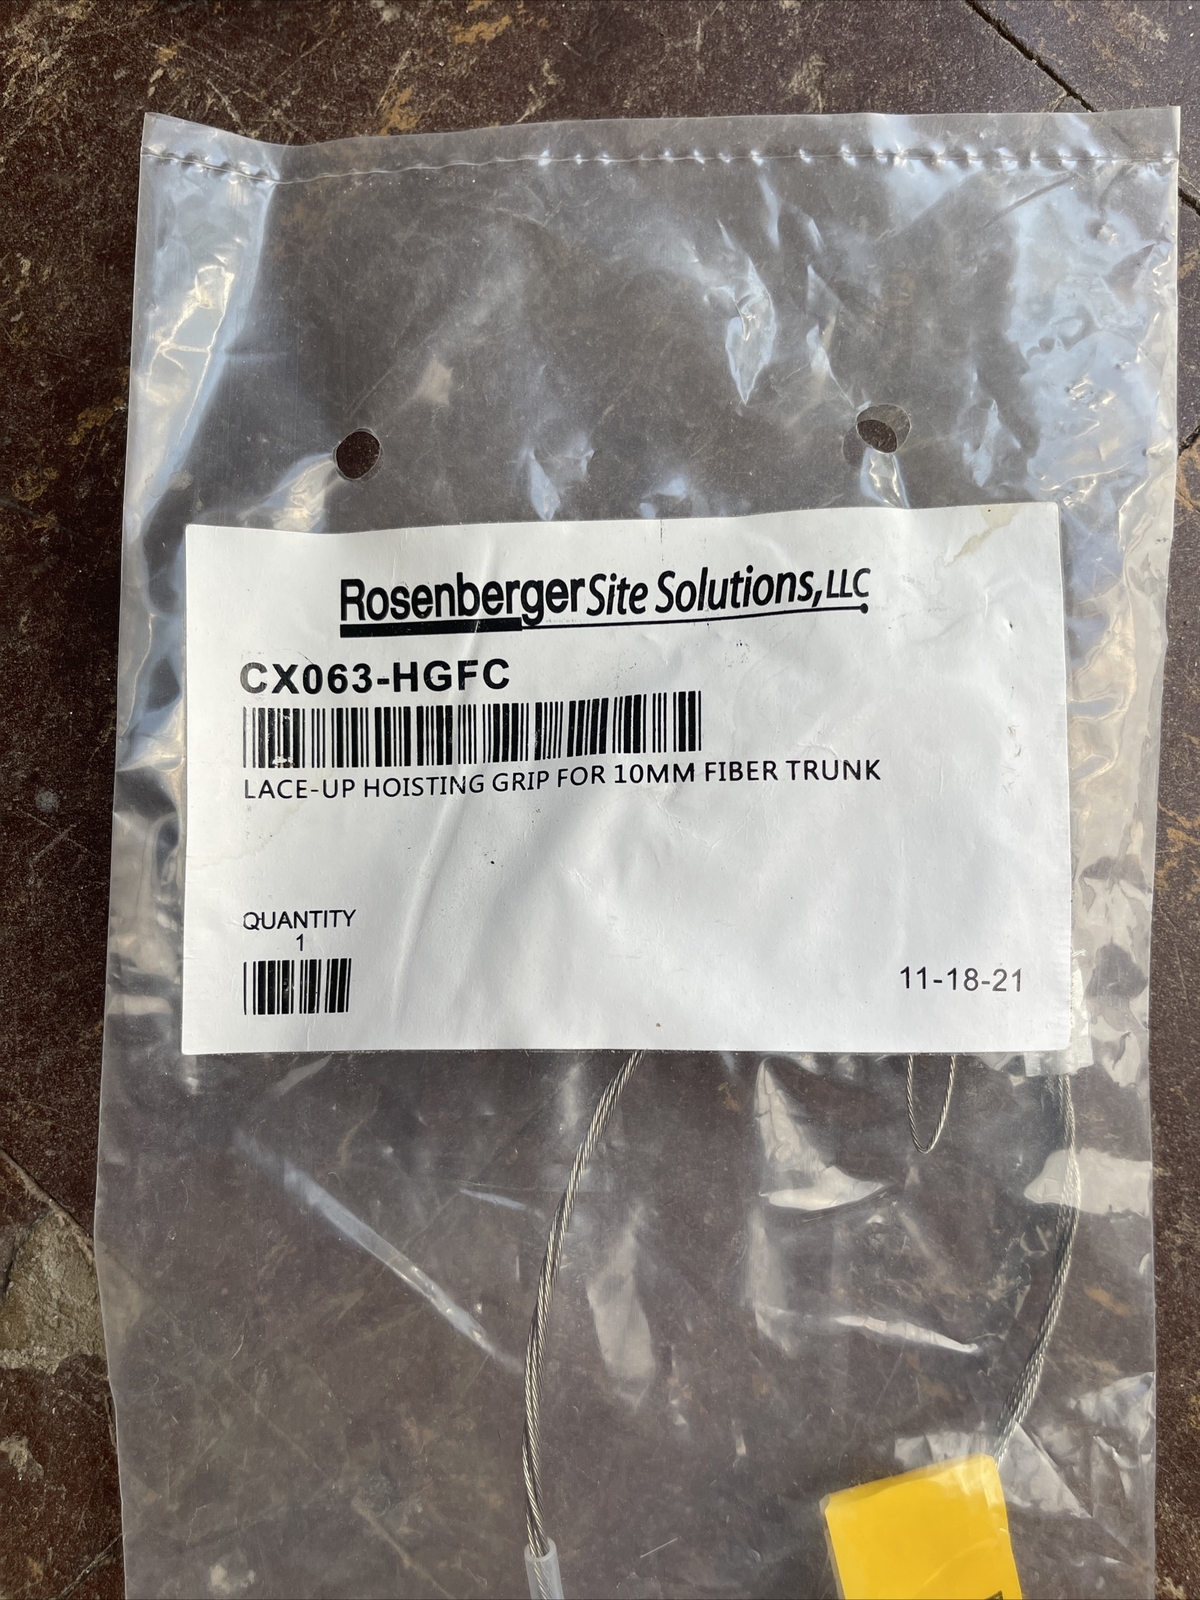 Rosenberger Site Solutions, LLC
CX063-HGFC
LACE-UP HOISTING GRIP FOR 10MM FIBER TRUNK
QUANTITY
1
11-18-21